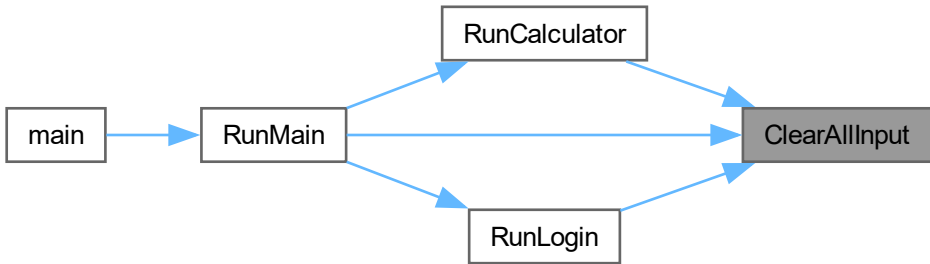 RunCalculator
main
RunMain
ClearAllInput
RunLogin